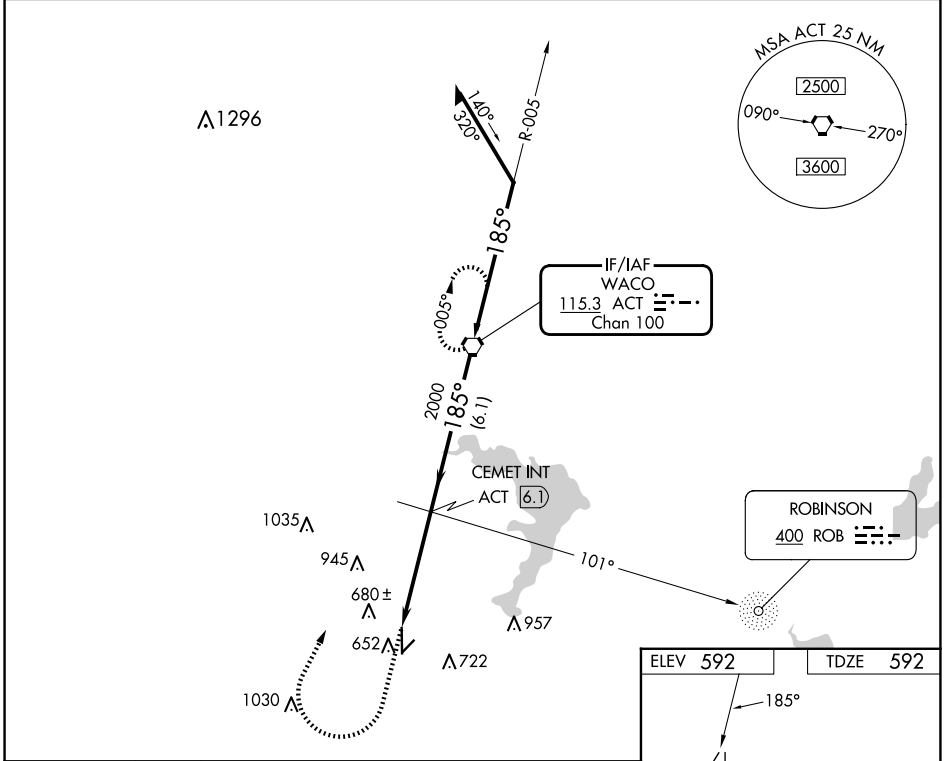 MSA ACT 25 NM
2500
090°
270°
3600
1296
140°
320°
R-005
185°
005°
IF/IAF
WACO
115.3 ACT
Chan 100
2000
185°
(6.1)
CEMET INT
ACT 6.1
101°
ROBINSON
400 ROB
1035
945
680±
652
722
957
1030
ELEV 592
TDZE 592
185°